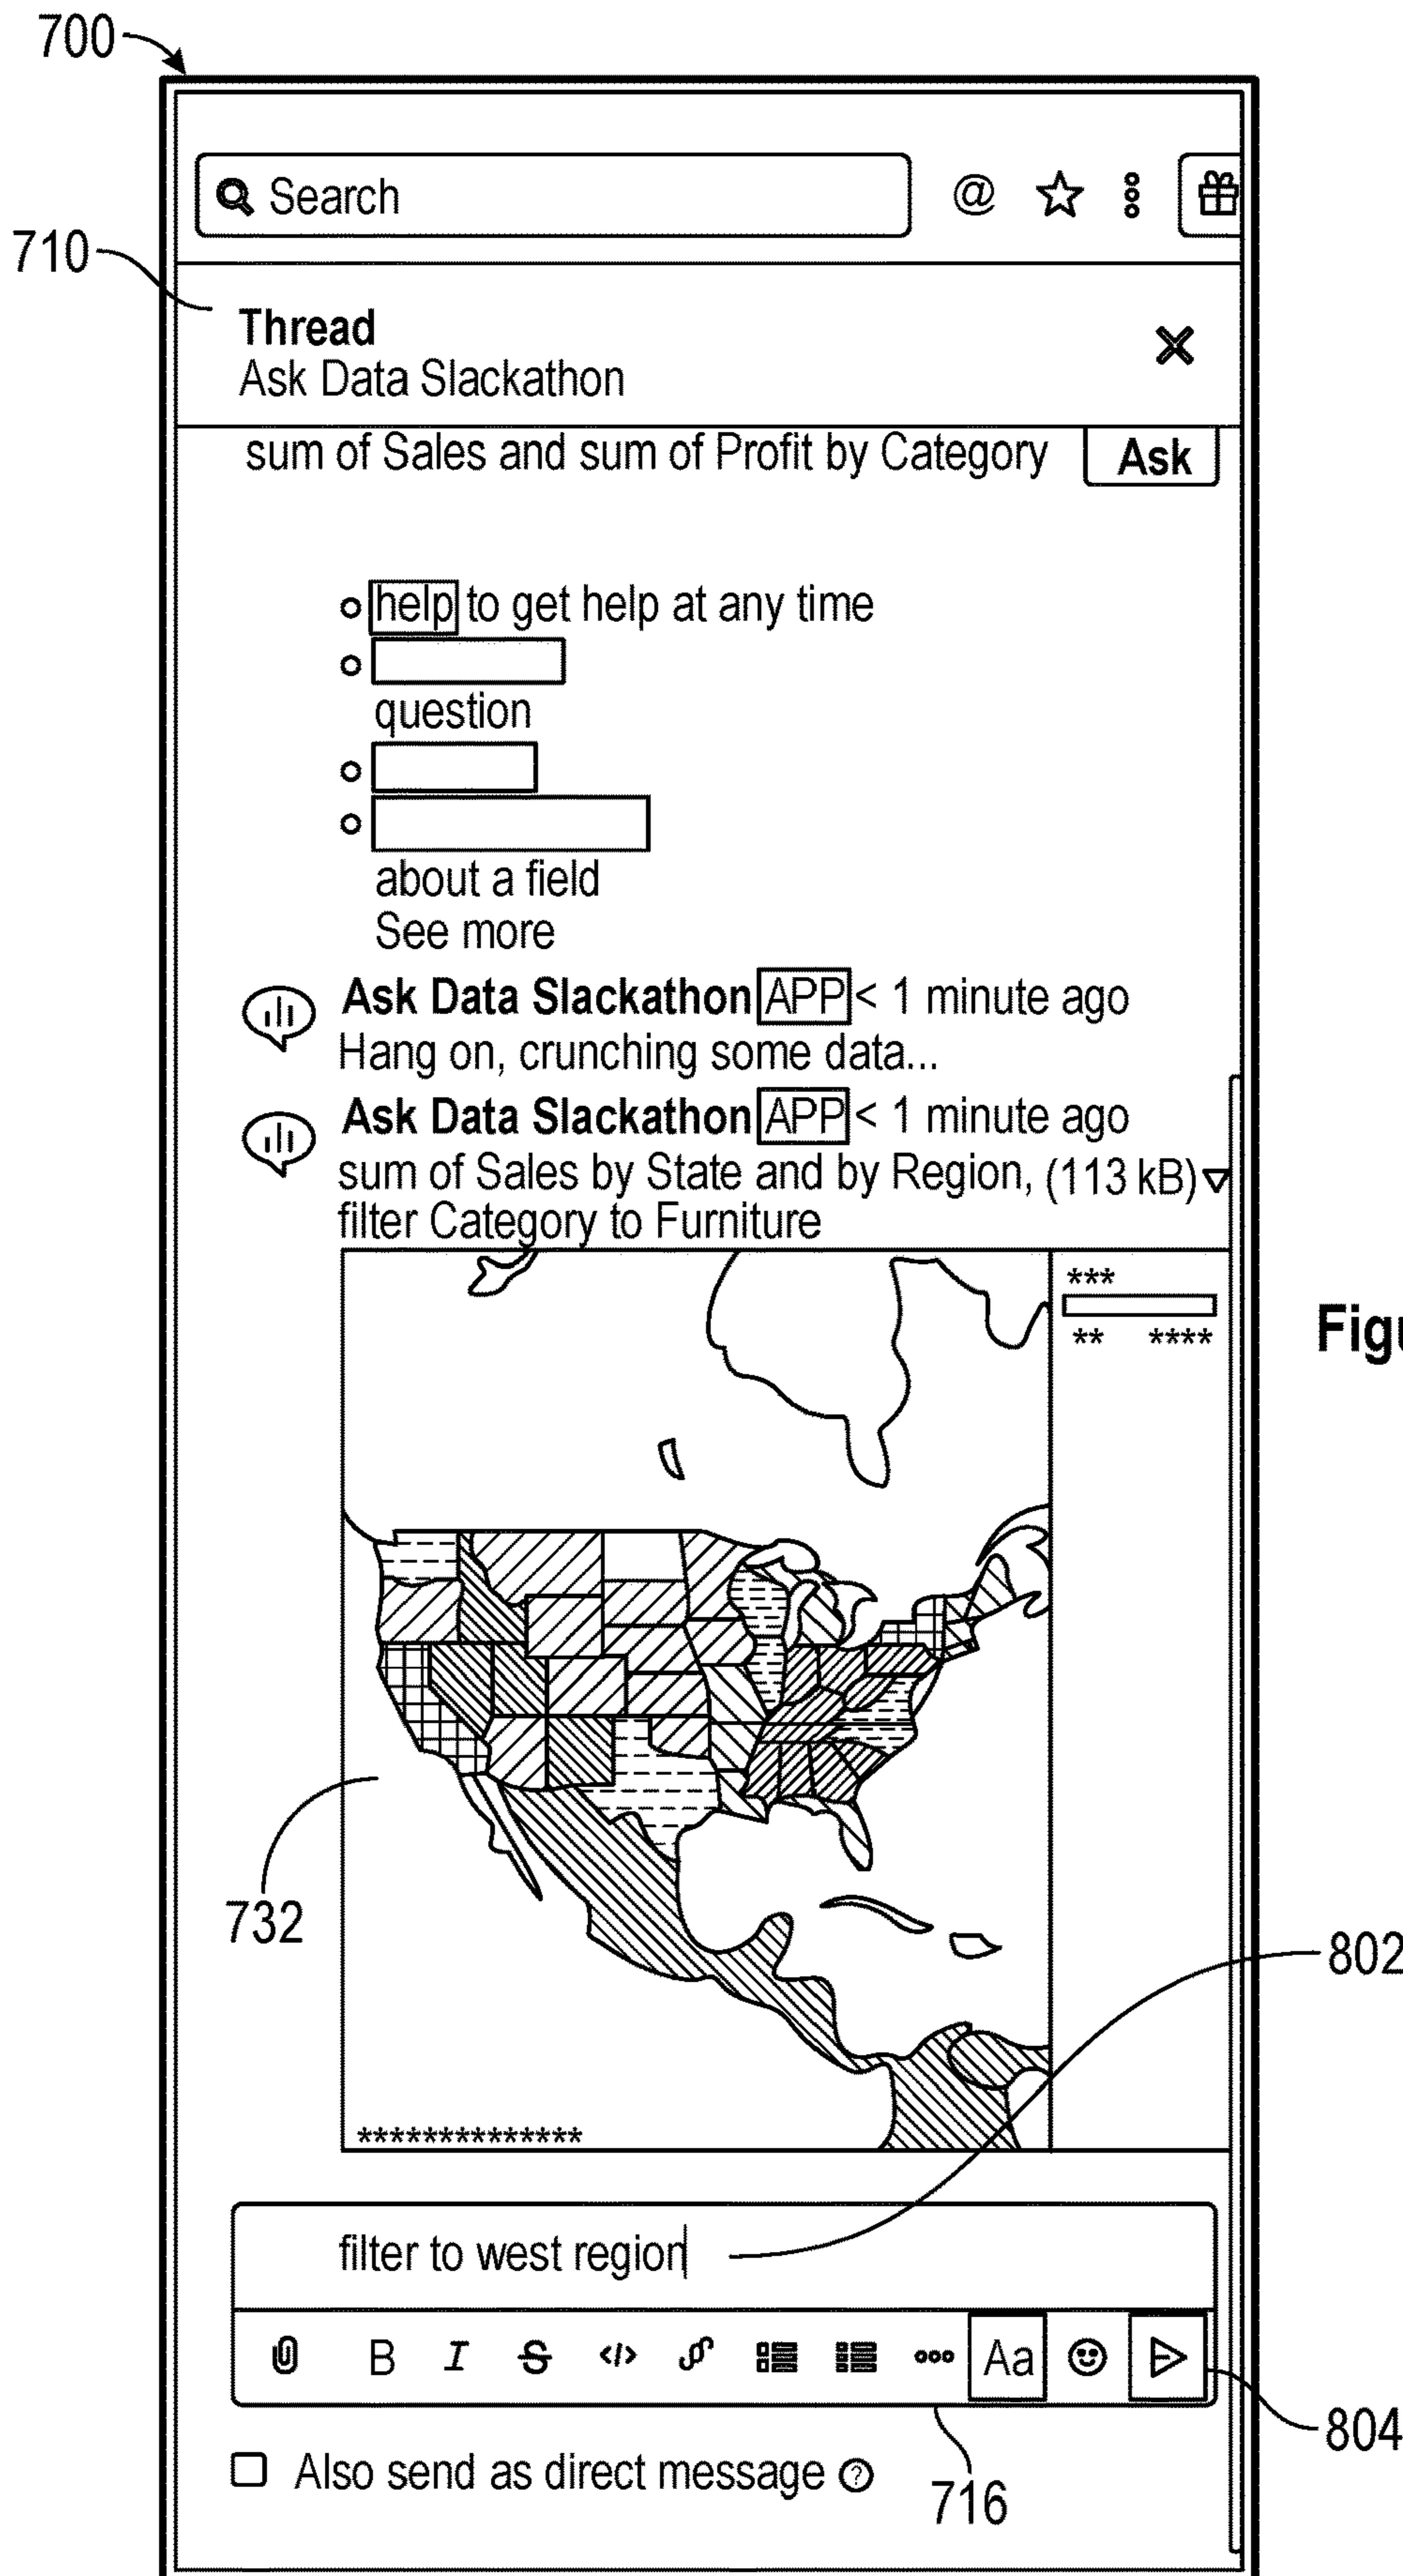 700
Search @
710
Thread
Ask Data Slackathon
sum of Sales and sum of Profit by Category Ask
help to get help at any time
question
about a field
See more
Ask Data Slackathon APP < 1 minute ago
Hang on, crunching some data...
Ask Data Slackathon APP < 1 minute ago
sum of Sales by State and by Region, (113 kB)
filter Category to Furniture
***
** ****
Figu
732
802
**************
filter to west region
B I S </> Aa
804
Also send as direct message ?
716